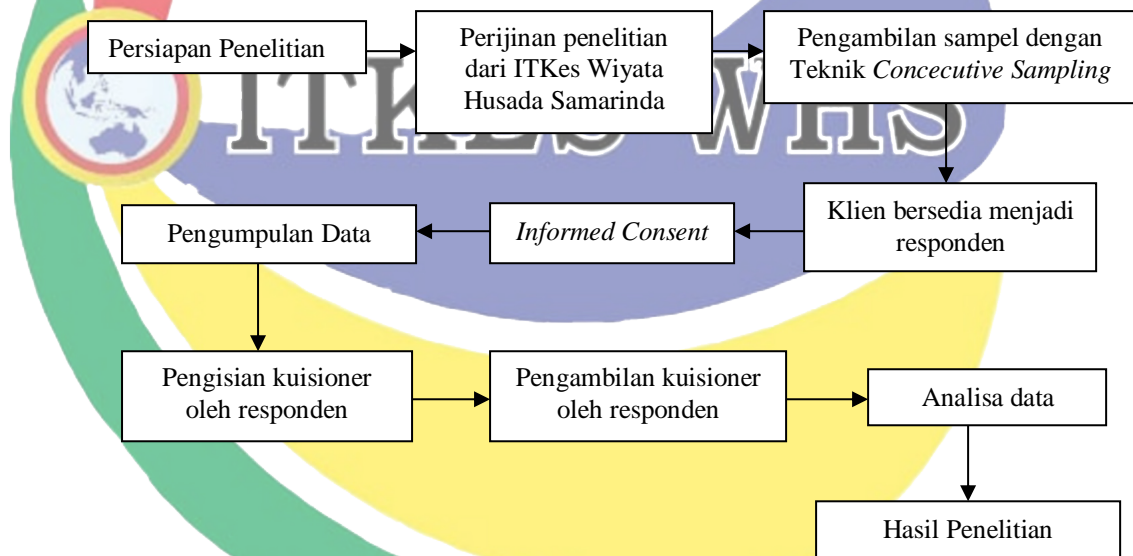 Persiapan Penelitian
Perijinan penelitian
dari ITKes Wiyata
Husada Samarinda
Pengambilan sampel dengan
Teknik Concecutive Sampling
ITKES WHS
Klien bersedia menjadi
responden
Informed Consent
Pengumpulan Data
Pengisian kuisioner
oleh responden
Pengambilan kuisioner
oleh responden
Analisa data
Hasil Penelitian